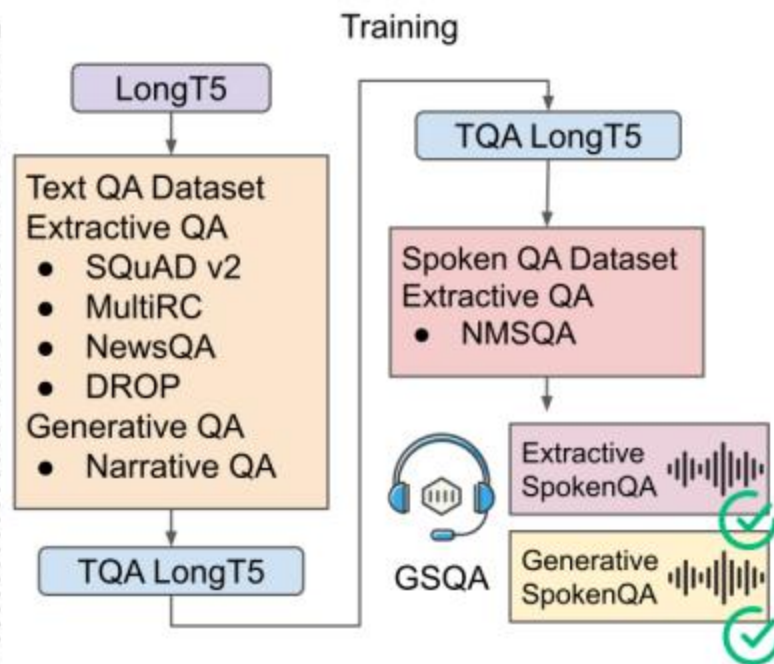 Training
LongT5
Text QA Dataset
Extractive QA
● SQuAD v2
● MultiRC
● NewsQA
● DROP
Generative QA
● Narrative QA
TQA LongT5
TQA LongT5
Spoken QA Dataset
Extractive QA
● NMSQA
GSQA
Extractive
SpokenQA
Generative
SpokenQA